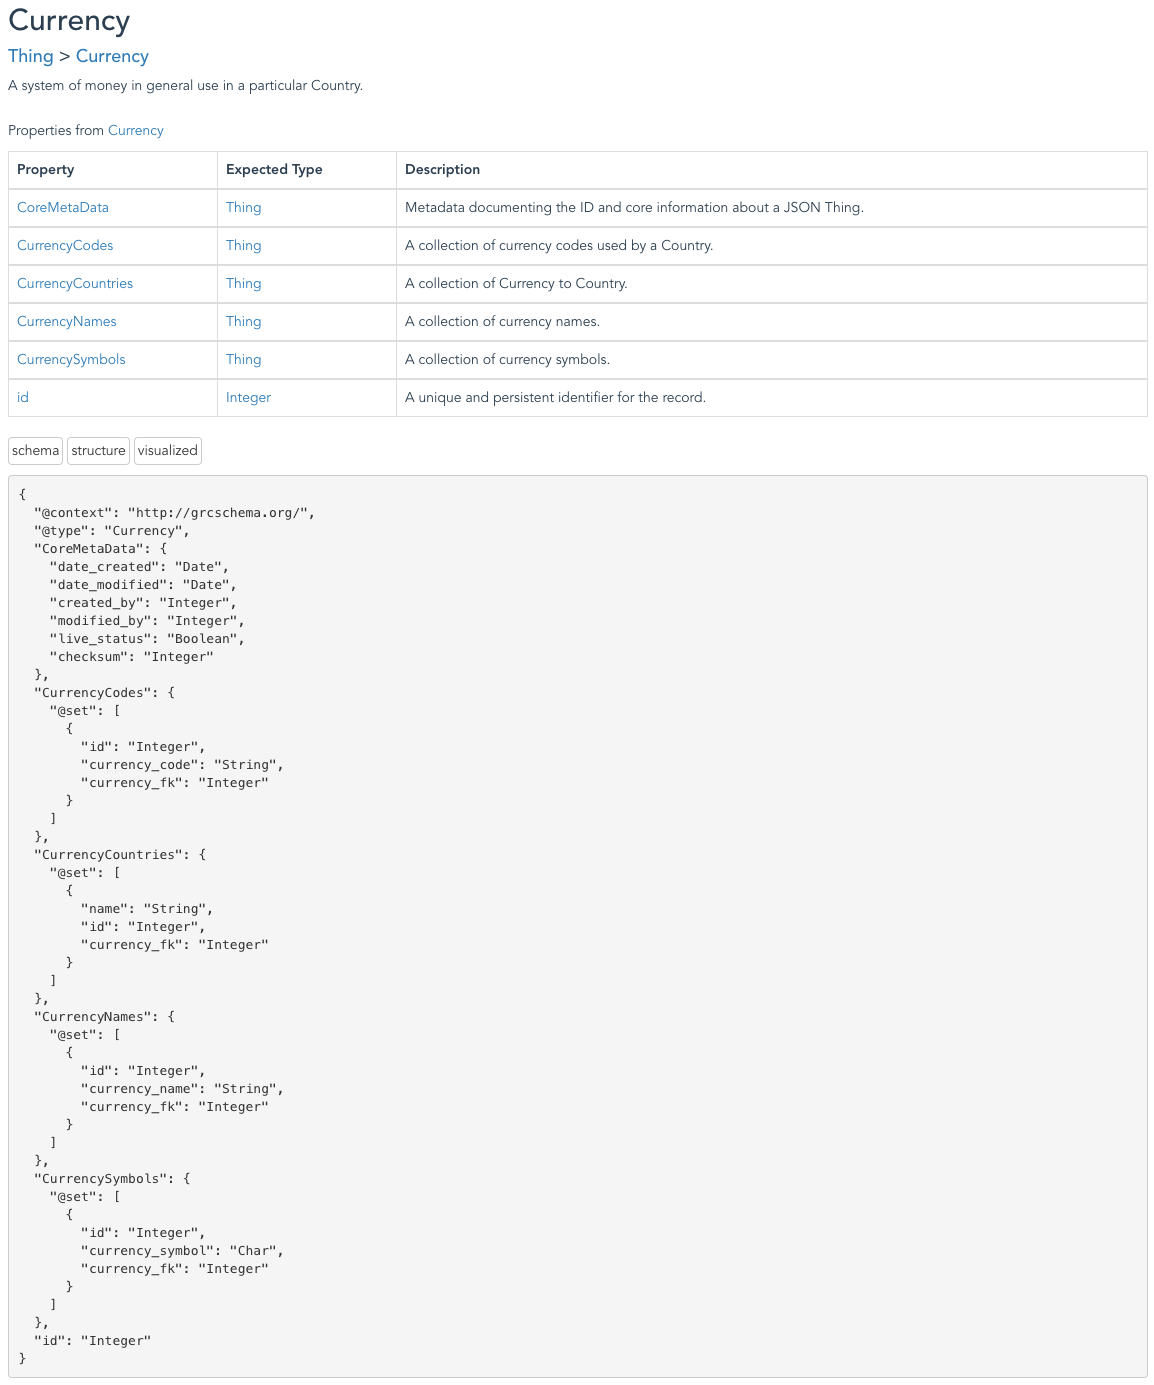 Currency
Thing > Currency
A system of money in general use in a particular Country.
Properties from Currency
Property Expected Type Description
CoreMetaData Thing Metadata documenting the ID and core information about a JSON Thing.
CurrencyCodes Thing A collection of currency codes used by a Country.
CurrencyCountries Thing A collection of Currency to Country.
CurrencyNames Thing A collection of currency names.
CurrencySymbols Thing A collection of currency symbols.
id Integer A unique and persistent identifier for the record.
schema structure visualized
{
  "@context": "http://grcschema.org/",
  "@type": "Currency",
  "CoreMetaData": {
    "date_created": "Date",
    "date_modified": "Date",
    "created_by": "Integer",
    "modified_by": "Integer",
    "live_status": "Boolean",
    "checksum": "Integer"
  },
  "CurrencyCodes": {
    "@set": [
      {
        "id": "Integer",
        "currency_code": "String",
        "currency_fk": "Integer"
      }
    ]
  },
  "CurrencyCountries": {
    "@set": [
      {
        "name": "String",
        "id": "Integer",
        "currency_fk": "Integer"
      }
    ]
  },
  "CurrencyNames": {
    "@set": [
      {
        "id": "Integer",
        "currency_name": "String",
        "currency_fk": "Integer"
      }
    ]
  },
  "CurrencySymbols": {
    "@set": [
      {
        "id": "Integer",
        "currency_symbol": "Char",
        "currency_fk": "Integer"
      }
    ]
  },
  "id": "Integer"
}